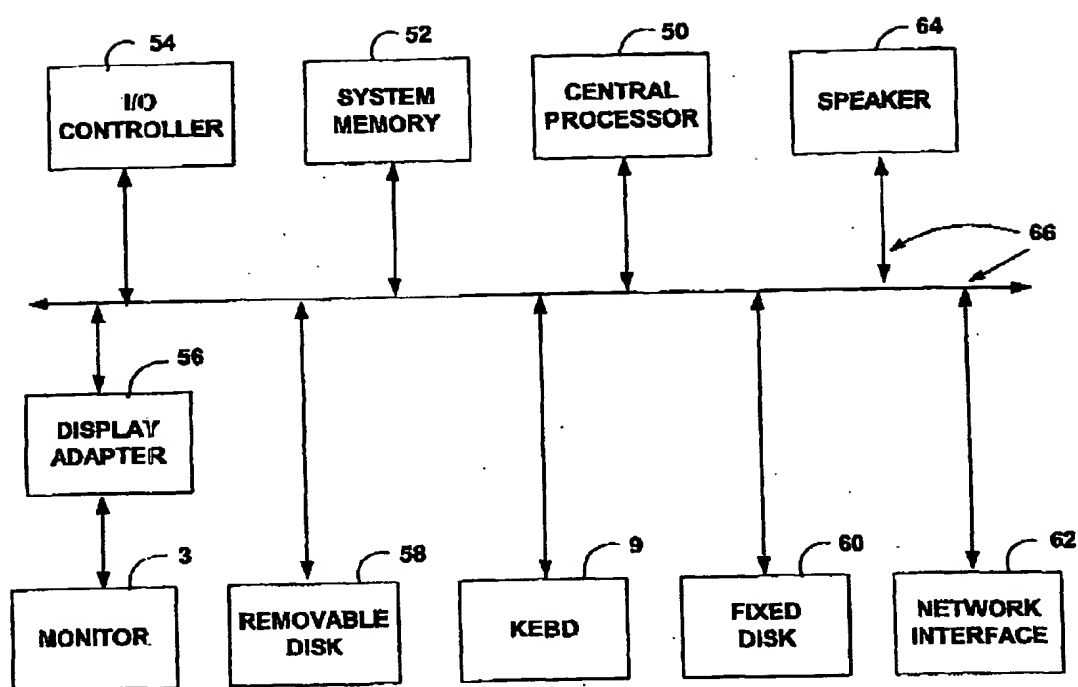 54
52
50
64
I/O
CONTROLLER
SYSTEM
MEMORY
CENTRAL
PROCESSOR
SPEAKER
66
56
DISPLAY
ADAPTER
3
58
9
60
62
MONITOR
REMOVABLE
DISK
KEBD
FIXED
DISK
NETWORK
INTERFACE